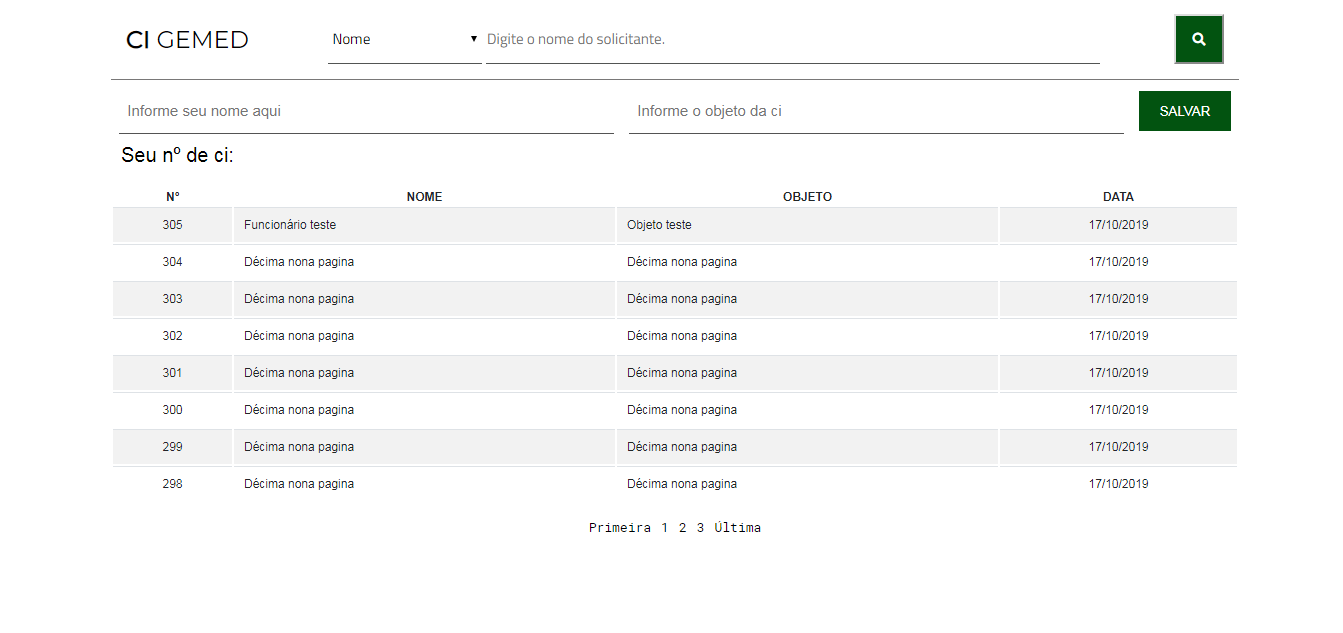 CI GEMED Nome Digite o nome do solicitante.
Informe seu nome aqui Informe o objeto da ci SALVAR
Seu nº de ci:
Nº NOME OBJETO DATA
305 Funcionário teste Objeto teste 17/10/2019
304 Décima nona pagina Décima nona pagina 17/10/2019
303 Décima nona pagina Décima nona pagina 17/10/2019
302 Décima nona pagina Décima nona pagina 17/10/2019
301 Décima nona pagina Décima nona pagina 17/10/2019
300 Décima nona pagina Décima nona pagina 17/10/2019
299 Décima nona pagina Décima nona pagina 17/10/2019
298 Décima nona pagina Décima nona pagina 17/10/2019
Primeira 1 2 3 Última